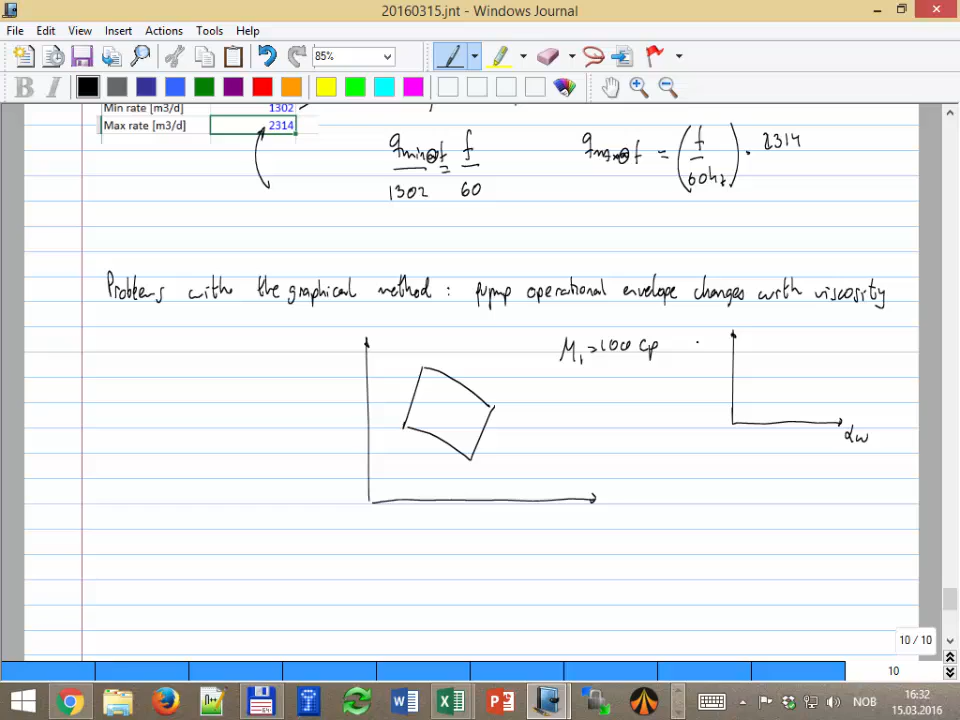 20160315.jnt - Windows Journal
File Edit View Insert Actions Tools Help
85%
B I
Min rate [m3/d] 1302
Max rate [m3/d] 2314
qmin@f = f
1302 60
qmax@f = (f / 60hz) · 2314
Problems with the graphical method : pump operational envelope changes with viscosity
μ1=100 cp
αw
10 / 10
10
NOB
16:32
15.03.2016